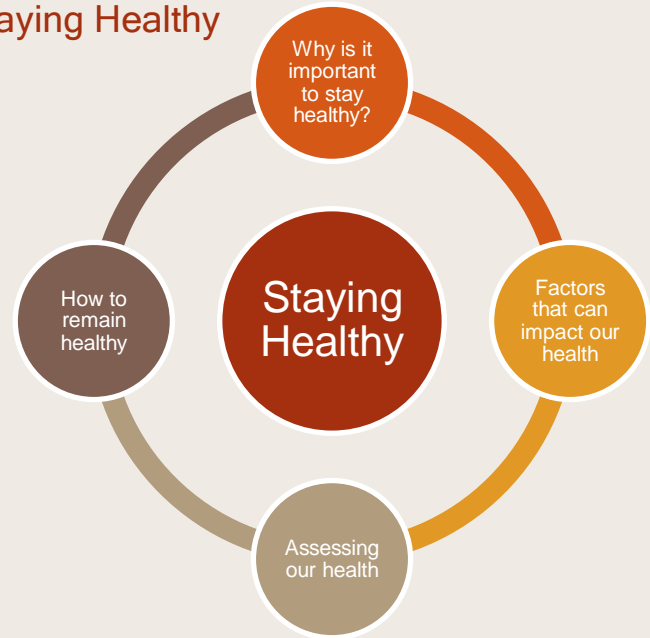 aying Healthy
Why is it
important
to stay
healthy?
Factors
that can
impact our
health
Staying
Healthy
How to
remain
healthy
Assessing
our health